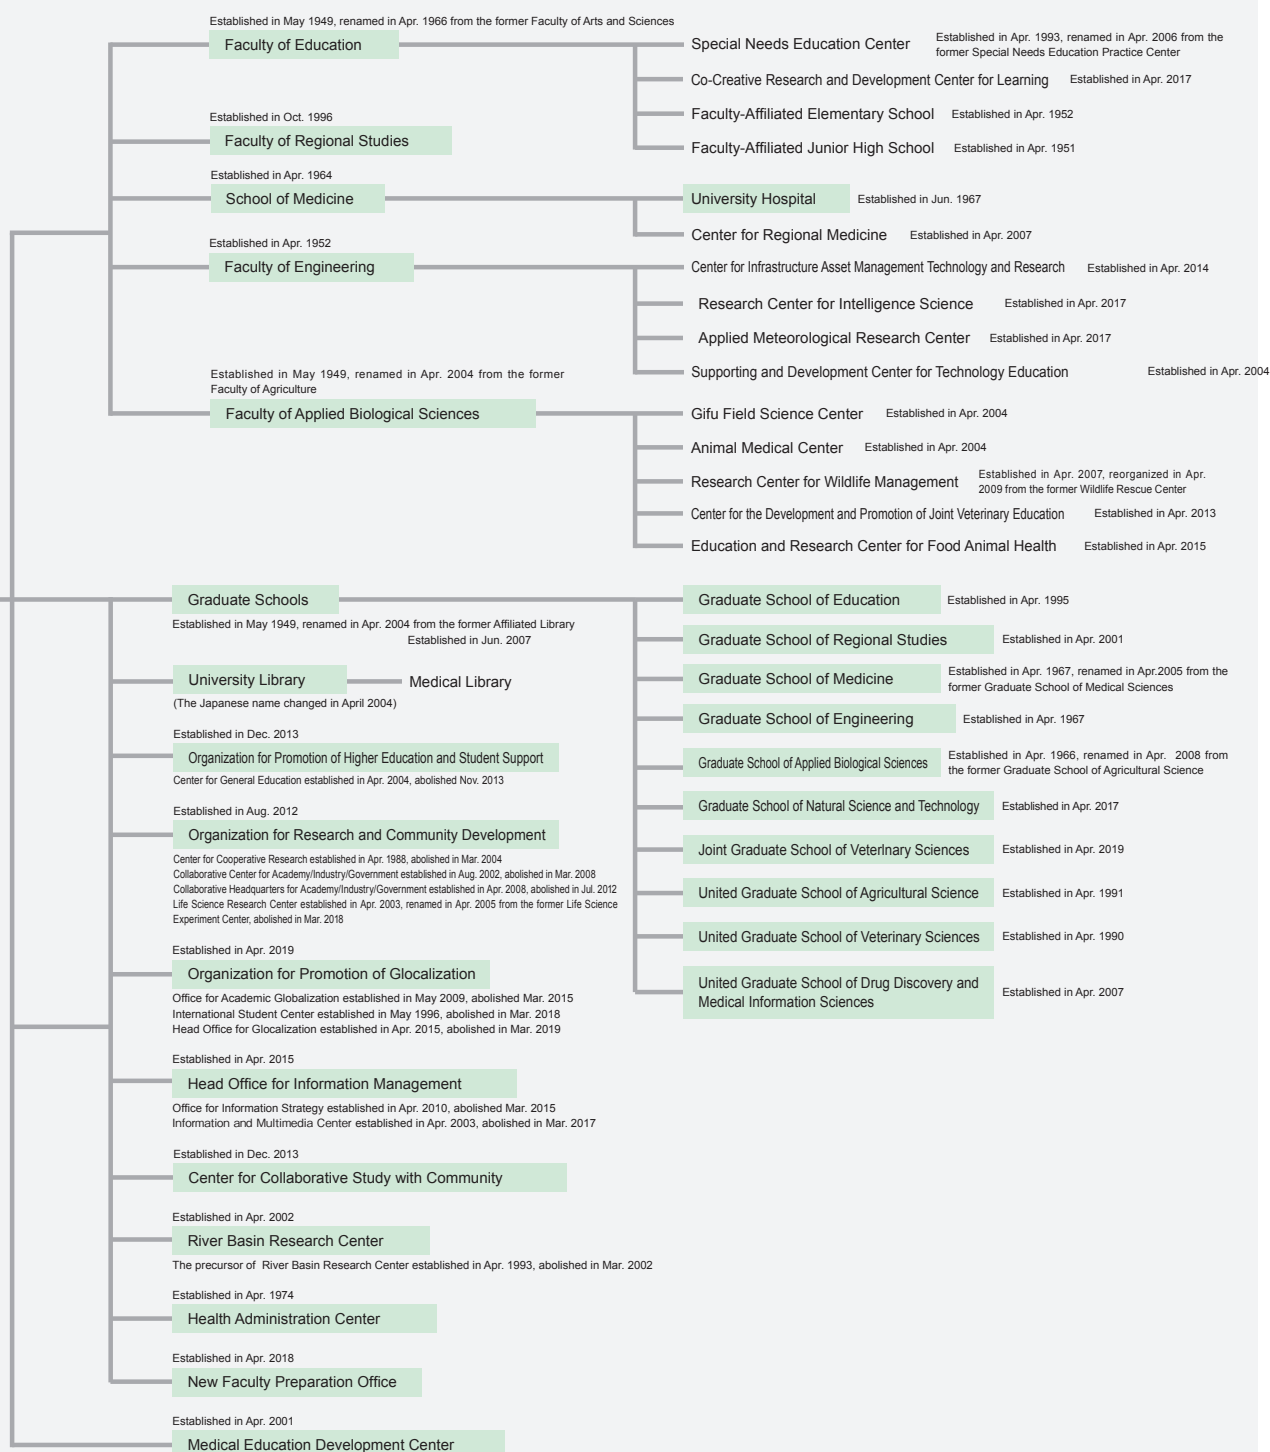 Established in May 1949, renamed in Apr. 1966 from the former Faculty of Arts and Sciences
Faculty of Education
Special Needs Education Center
Established in Apr. 1993, renamed in Apr. 2006 from the
former Special Needs Education Practice Center
Co-Creative Research and Development Center for Learning
Established in Apr. 2017
Faculty-Affiliated Elementary School
Established in Apr. 1952
Faculty-Affiliated Junior High School
Established in Apr. 1951
Established in Oct. 1996
Faculty of Regional Studies
Established in Apr. 1964
School of Medicine
University Hospital
Established in Jun. 1967
Center for Regional Medicine
Established in Apr. 2007
Established in Apr. 1952
Faculty of Engineering
Center for Infrastructure Asset Management Technology and Research
Established in Apr. 2014
Research Center for Intelligence Science
Established in Apr. 2017
Applied Meteorological Research Center
Established in Apr. 2017
Supporting and Development Center for Technology Education
Established in Apr. 2004
Established in May 1949, renamed in Apr. 2004 from the former
Faculty of Agriculture
Faculty of Applied Biological Sciences
Gifu Field Science Center
Established in Apr. 2004
Animal Medical Center
Established in Apr. 2004
Research Center for Wildlife Management
Established in Apr. 2007, reorganized in Apr.
2009 from the former Wildlife Rescue Center
Center for the Development and Promotion of Joint Veterinary Education
Established in Apr. 2013
Education and Research Center for Food Animal Health
Established in Apr. 2015
Graduate Schools
Graduate School of Education
Established in Apr. 1995
Graduate School of Regional Studies
Established in Apr. 2001
Graduate School of Medicine
Established in Apr. 1967, renamed in Apr.2005 from the
former Graduate School of Medical Sciences
Graduate School of Engineering
Established in Apr. 1967
Graduate School of Applied Biological Sciences
Established in Apr. 1966, renamed in Apr. 2008 from
the former Graduate School of Agricultural Science
Graduate School of Natural Science and Technology
Established in Apr. 2017
Joint Graduate School of VeterInary Sciences
Established in Apr. 2019
United Graduate School of Agricultural Science
Established in Apr. 1991
United Graduate School of Veterinary Sciences
Established in Apr. 1990
United Graduate School of Drug Discovery and
Medical Information Sciences
Established in Apr. 2007
Established in May 1949, renamed in Apr. 2004 from the former Affiliated Library
Established in Jun. 2007
University Library
Medical Library
(The Japanese name changed in April 2004)
Established in Dec. 2013
Organization for Promotion of Higher Education and Student Support
Center for General Education established in Apr. 2004, abolished Nov. 2013
Established in Aug. 2012
Organization for Research and Community Development
Center for Cooperative Research established in Apr. 1988, abolished in Mar. 2004
Collaborative Center for Academy/Industry/Government established in Aug. 2002, abolished in Mar. 2008
Collaborative Headquarters for Academy/Industry/Government established in Apr. 2008, abolished in Jul. 2012
Life Science Research Center established in Apr. 2003, renamed in Apr. 2005 from the former Life Science
Experiment Center, abolished in Mar. 2018
Established in Apr. 2019
Organization for Promotion of Glocalization
Office for Academic Globalization established in May 2009, abolished Mar. 2015
International Student Center established in May 1996, abolished in Mar. 2018
Head Office for Glocalization established in Apr. 2015, abolished in Mar. 2019
Established in Apr. 2015
Head Office for Information Management
Office for Information Strategy established in Apr. 2010, abolished Mar. 2015
Information and Multimedia Center established in Apr. 2003, abolished in Mar. 2017
Established in Dec. 2013
Center for Collaborative Study with Community
Established in Apr. 2002
River Basin Research Center
The precursor of River Basin Research Center established in Apr. 1993, abolished in Mar. 2002
Established in Apr. 1974
Health Administration Center
Established in Apr. 2018
New Faculty Preparation Office
Established in Apr. 2001
Medical Education Development Center